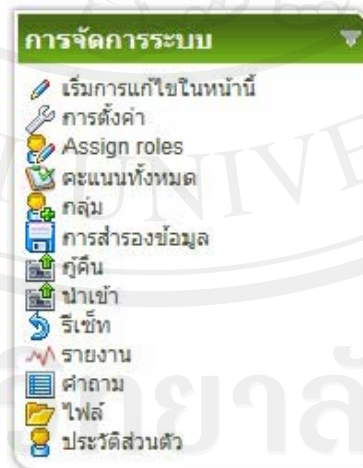 การจัดการระบบ
เริ่มการแก้ไขในหน้านี้
การตั้งค่า
Assign roles
คะแนนทั้งหมด
กลุ่ม
การสำรองข้อมูล
กู้คืน
นำเข้า
รีเซ็ท
รายงาน
คำถาม
ไฟล์
ประวัติส่วนตัว